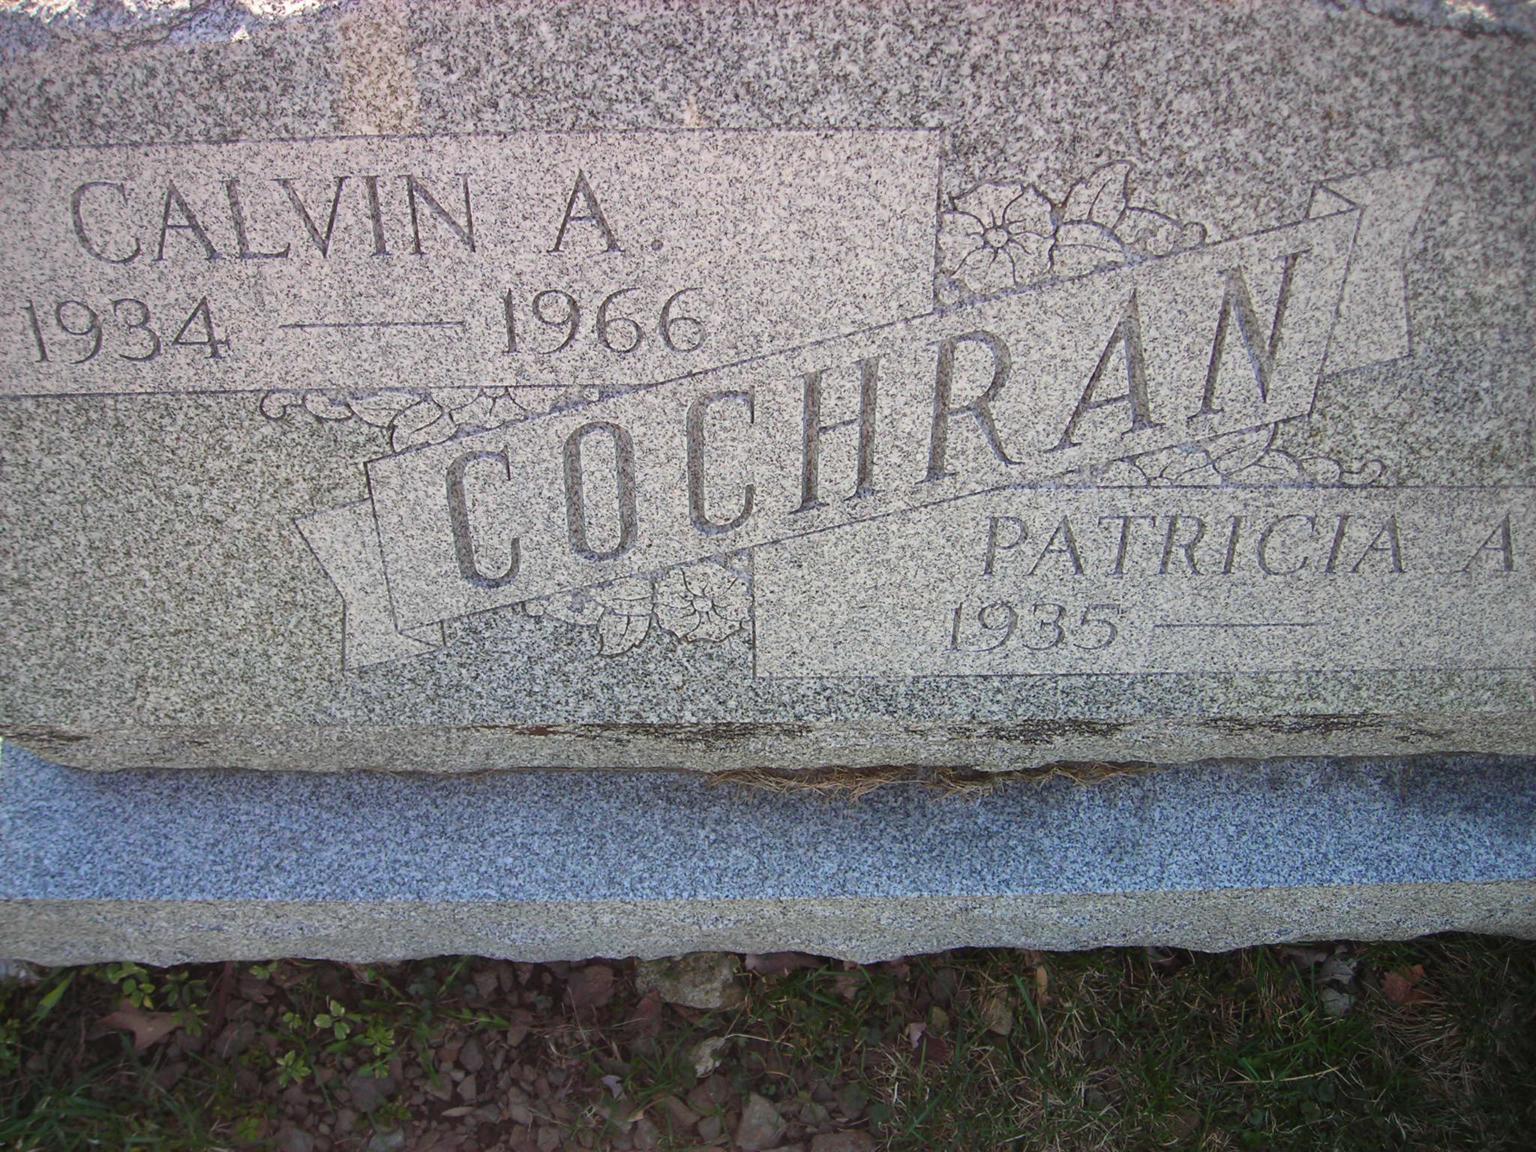 CALVIN A.
1934 — 1966
COCHRAN
PATRICIA A
1935 —